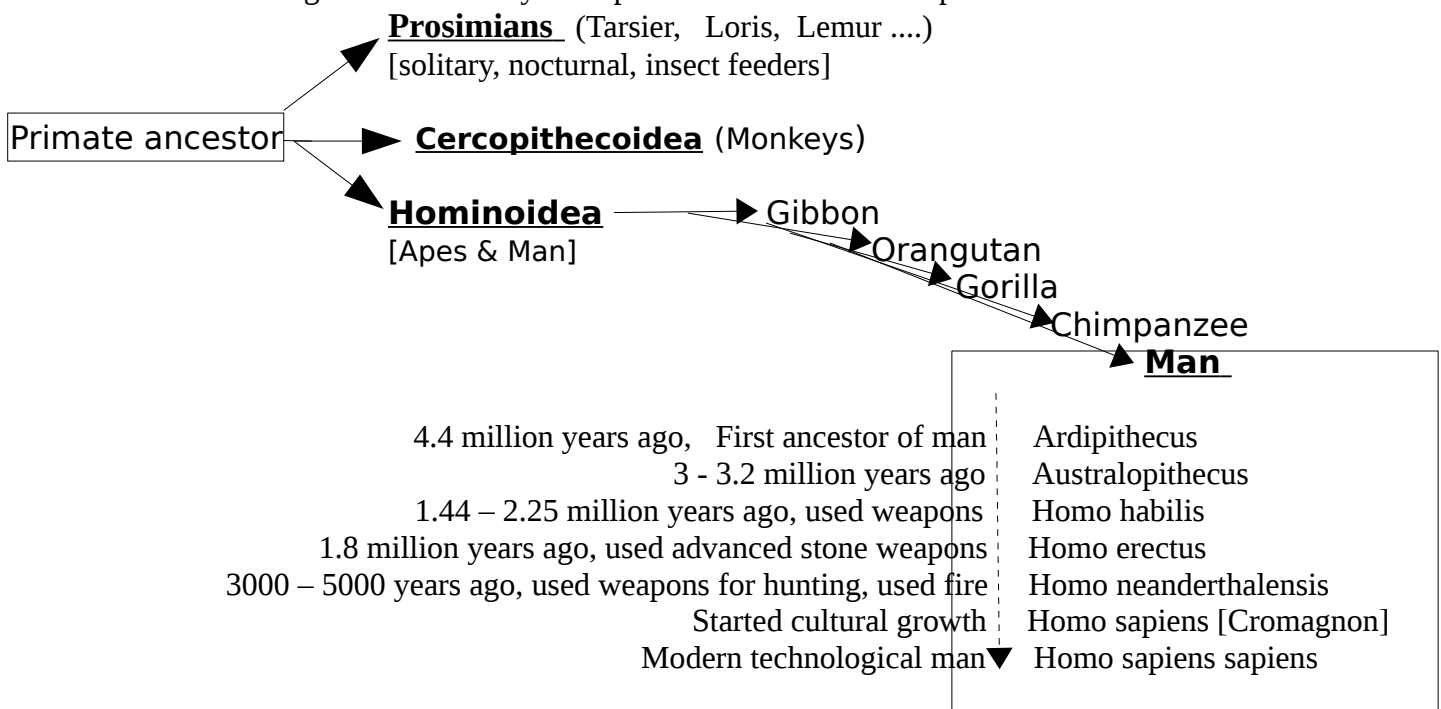 Prosimians (Tarsier, Loris, Lemur ....)
[solitary, nocturnal, insect feeders]
Primate ancestor
Cercopithecoidea (Monkeys)
Hominoidea
[Apes & Man]
Gibbon
Orangutan
Gorilla
Chimpanzee
Man
4.4 million years ago, First ancestor of man Ardipithecus
3 - 3.2 million years ago Australopithecus
1.44 – 2.25 million years ago, used weapons Homo habilis
1.8 million years ago, used advanced stone weapons Homo erectus
3000 – 5000 years ago, used weapons for hunting, used fire Homo neanderthalensis
Started cultural growth Homo sapiens [Cromagnon]
Modern technological man Homo sapiens sapiens